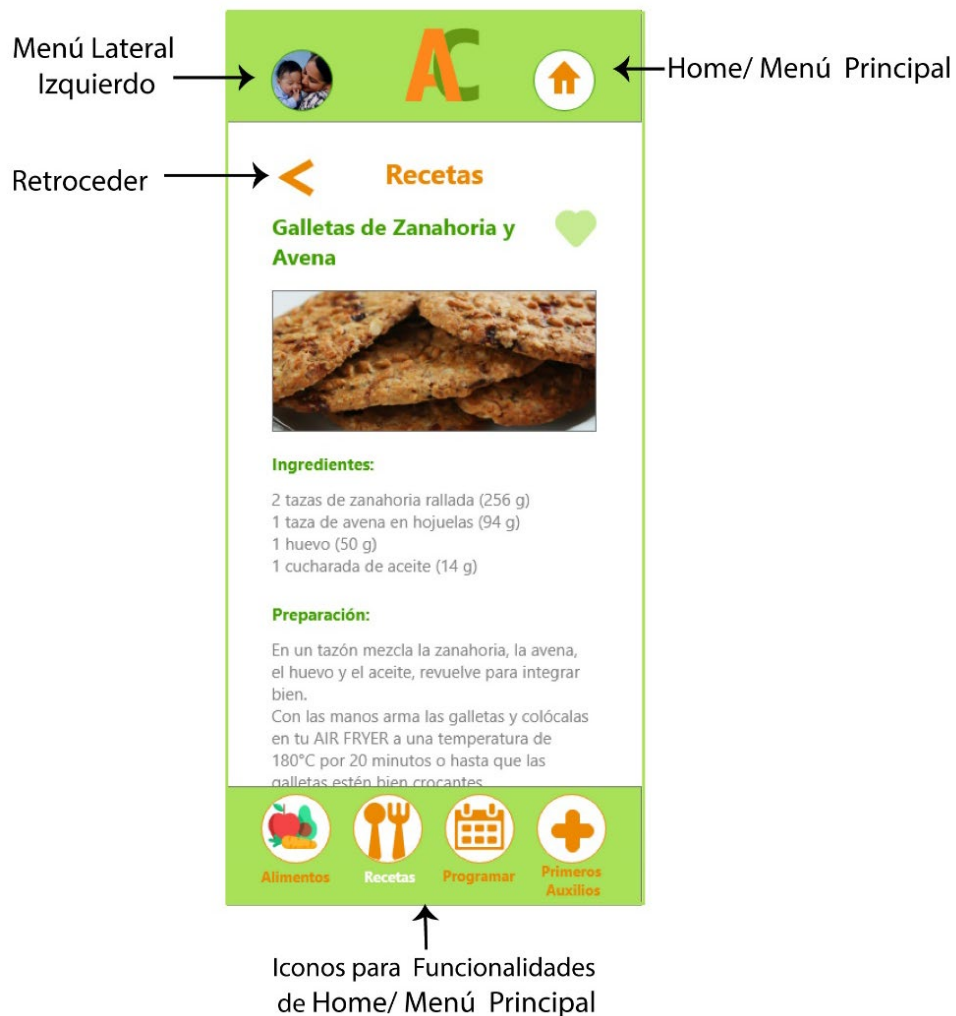 Menú Lateral
Izquierdo
AC
Home/ Menú Principal
Retroceder
<
Recetas
Galletas de Zanahoria y
Avena
Ingredientes:
2 tazas de zanahoria rallada (256 g)
1 taza de avena en hojuelas (94 g)
1 huevo (50 g)
1 cucharada de aceite (14 g)
Preparación:
En un tazón mezcla la zanahoria, la avena,
el huevo y el aceite, revuelve para integrar
bien.
Con las manos arma las galletas y colócalas
en tu AIR FRYER a una temperatura de
180°C por 20 minutos o hasta que las
galletas estén bien crocantes
Alimentos
Recetas
Programar
Primeros
Auxilios
Iconos para Funcionalidades
de Home/ Menú Principal